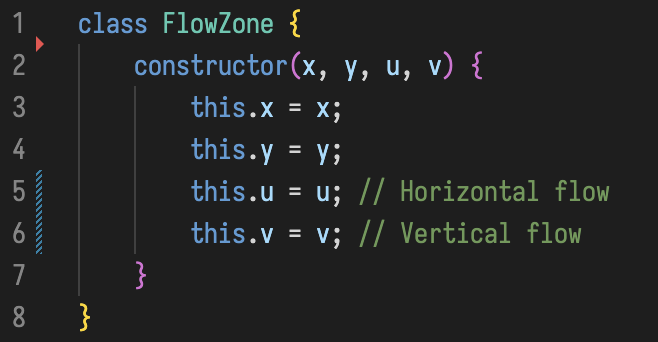 1 class FlowZone {
2     constructor(x, y, u, v) {
3         this.x = x;
4         this.y = y;
5         this.u = u; // Horizontal flow
6         this.v = v; // Vertical flow
7     }
8 }